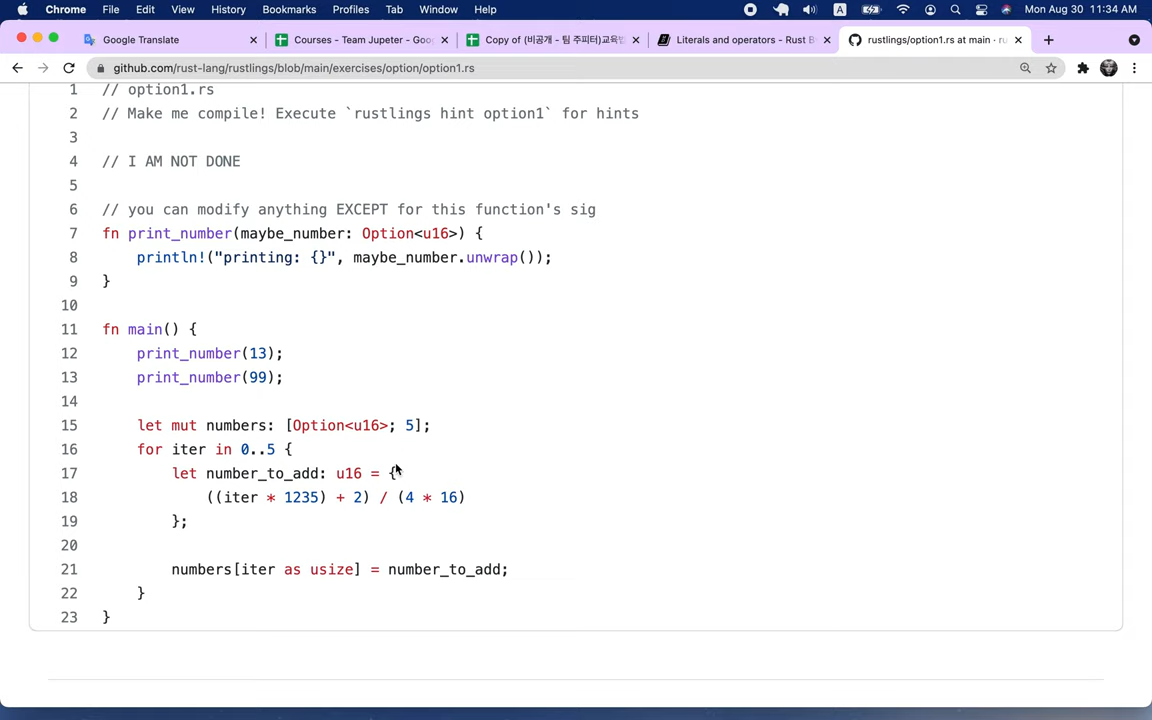 Chrome File Edit View History Bookmarks Profiles Tab Window Help A Mon Aug 30 11:34 AM
Google Translate Courses - Team Jupeter - Goo Copy of (비공개 - 팀 주피터)교육 Literals and operators - Rust B rustlings/option1.rs at main · ru
github.com/rust-lang/rustlings/blob/main/exercises/option/option1.rs
1 // option1.rs
2 // Make me compile! Execute `rustlings hint option1` for hints
3
4 // I AM NOT DONE
5
6 // you can modify anything EXCEPT for this function's sig
7 fn print_number(maybe_number: Option<u16>) {
8 println!("printing: {}", maybe_number.unwrap());
9 }
10
11 fn main() {
12 print_number(13);
13 print_number(99);
14
15 let mut numbers: [Option<u16>; 5];
16 for iter in 0..5 {
17 let number_to_add: u16 = {
18 ((iter * 1235) + 2) / (4 * 16)
19 };
20
21 numbers[iter as usize] = number_to_add;
22 }
23 }